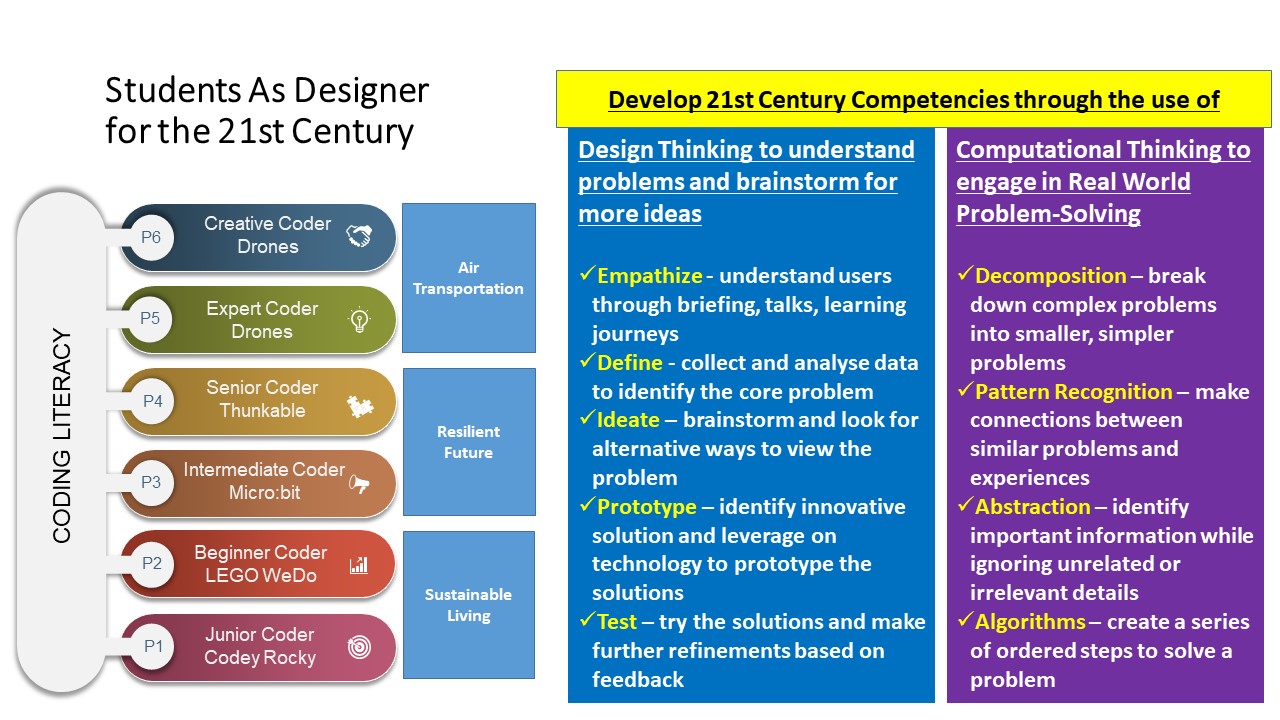 Students As Designer
for the 21st Century
CODING LITERACY
P6
Creative Coder
Drones
P5
Expert Coder
Drones
P4
Senior Coder
Thunkable
P3
Intermediate Coder
Micro:bit
P2
Beginner Coder
LEGO WeDo
P1
Junior Coder
Codey Rocky
Air
Transportation
Resilient
Future
Sustainable
Living
Develop 21st Century Competencies through the use of
Design Thinking to understand
problems and brainstorm for
more ideas
✓Empathize - understand users
through briefing, talks, learning
journeys
✓Define - collect and analyse data
to identify the core problem
✓Ideate – brainstorm and look for
alternative ways to view the
problem
✓Prototype – identify innovative
solution and leverage on
technology to prototype the
solutions
✓Test – try the solutions and make
further refinements based on
feedback
Computational Thinking to
engage in Real World
Problem-Solving
✓Decomposition – break
down complex problems
into smaller, simpler
problems
✓Pattern Recognition – make
connections between
similar problems and
experiences
✓Abstraction – identify
important information while
ignoring unrelated or
irrelevant details
✓Algorithms – create a series
of ordered steps to solve a
problem